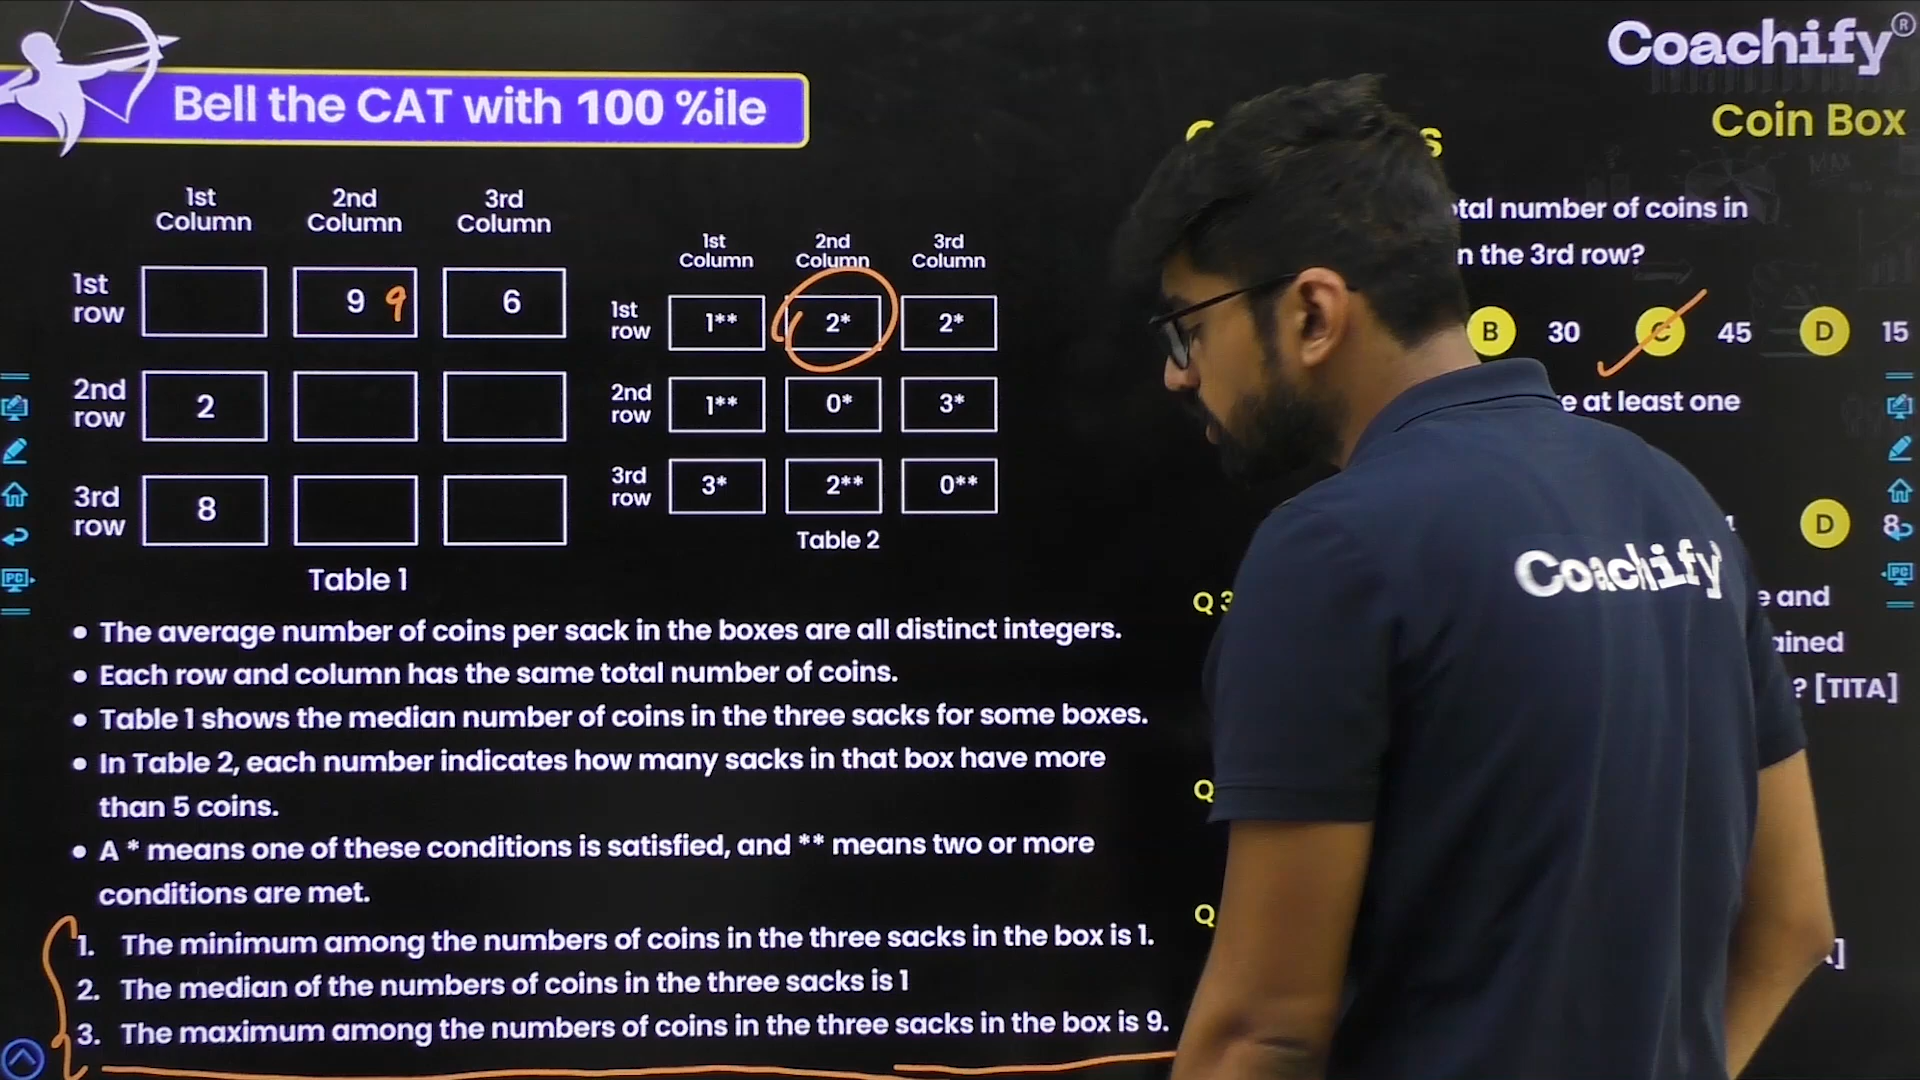 Coachify®
Bell the CAT with 100 %ile
Coin Box
1st Column 2nd Column 3rd Column
1st row 9 9 6
2nd row 2
3rd row 8
Table 1
1st Column 2nd Column 3rd Column
1st row 1** 2* 2*
2nd row 1** 0* 3*
3rd row 3* 2** 0**
Table 2
• The average number of coins per sack in the boxes are all distinct integers.
• Each row and column has the same total number of coins.
• Table 1 shows the median number of coins in the three sacks for some boxes.
• In Table 2, each number indicates how many sacks in that box have more
than 5 coins.
• A * means one of these conditions is satisfied, and ** means two or more
conditions are met.
1. The minimum among the numbers of coins in the three sacks in the box is 1.
2. The median of the numbers of coins in the three sacks is 1
3. The maximum among the numbers of coins in the three sacks in the box is 9.
number of coins in
in the 3rd row?
B 30 C 45 D 15
at least one
D 8
Q 3
and
? [TITA]
Q
Q
Coachify
PC
PC